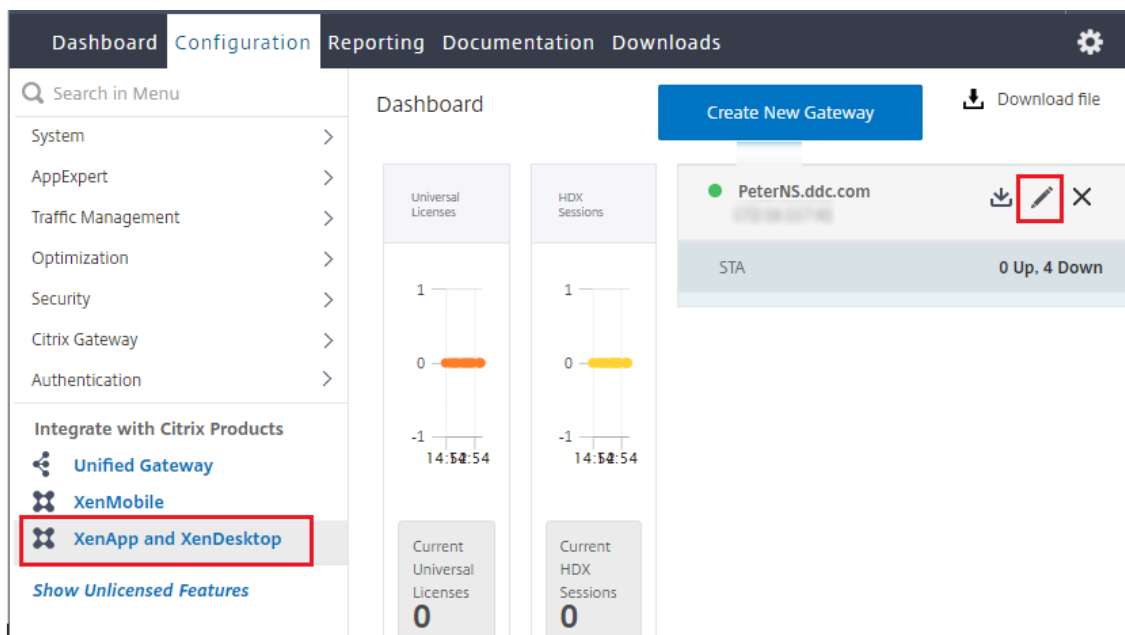 Dashboard Configuration Reporting Documentation Downloads
Search in Menu
System
AppExpert
Traffic Management
Optimization
Security
Citrix Gateway
Authentication
Integrate with Citrix Products
Unified Gateway
XenMobile
XenApp and XenDesktop
Show Unlicensed Features
Dashboard
Create New Gateway
Download file
Universal
Licenses
1
0
-1
Current
Universal
Licenses
0
HDX
Sessions
1
0
-1
Current
HDX
Sessions
0
PeterNS.ddc.com
STA 0 Up, 4 Down